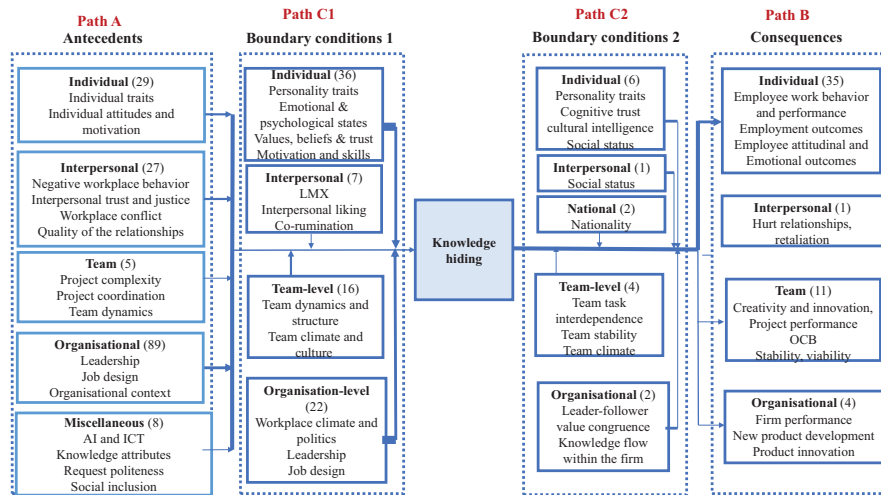 Path A
Antecedents
Individual (29)
Individual traits
Individual attitudes and
motivation
Interpersonal (27)
Negative workplace behavior
Interpersonal trust and justice
Workplace conflict
Quality of the relationships
Team (5)
Project complexity
Project coordination
Team dynamics
Organisational (89)
Leadership
Job design
Organisational context
Miscellaneous (8)
AI and ICT
Knowledge attributes
Request politeness
Social inclusion
Path C1
Boundary conditions 1
Individual (36)
Personality traits
Emotional &
psychological states
Values, beliefs & trust
Motivation and skills
Interpersonal (7)
LMX
Interpersonal liking
Co-rumination
Team-level (16)
Team dynamics and
structure
Team climate and
culture
Organisation-level
(22)
Workplace climate and
politics
Leadership
Job design
Knowledge
hiding
Path C2
Boundary conditions 2
Individual (6)
Personality traits
Cognitive trust
cultural intelligence
Social status
Interpersonal (1)
Social status
National (2)
Nationality
Team-level (4)
Team task
interdependence
Team stability
Team climate
Organisational (2)
Leader-follower
value congruence
Knowledge flow
within the firm
Path B
Consequences
Individual (35)
Employee work behavior
and performance
Employment outcomes
Employee attitudinal and
Emotional outcomes
Interpersonal (1)
Hurt relationships,
retaliation
Team (11)
Creativity and innovation,
Project performance
OCB
Stability, viability
Organisational (4)
Firm performance
New product development
Product innovation